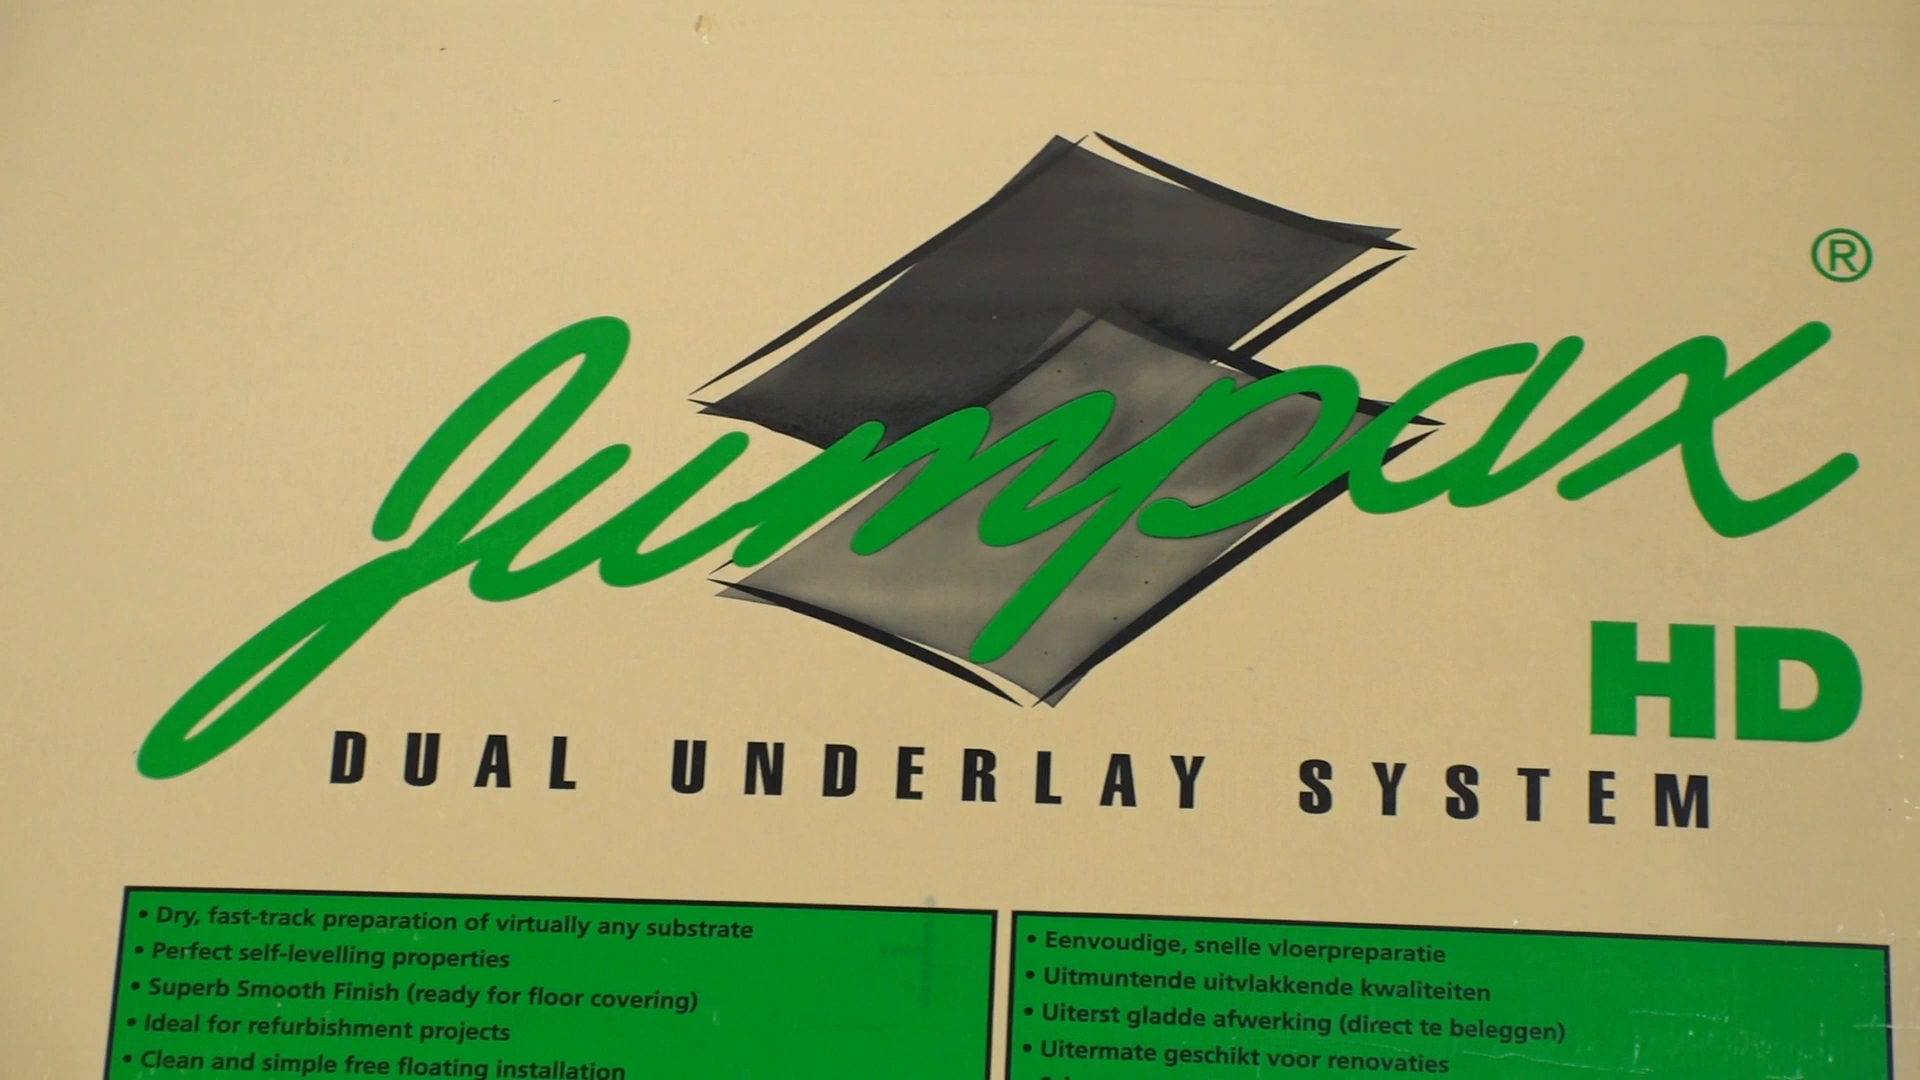 Jumpax®
HD
DUAL UNDERLAY SYSTEM
• Dry, fast-track preparation of virtually any substrate
• Perfect self-levelling properties
• Superb Smooth Finish (ready for floor covering)
• Ideal for refurbishment projects
• Clean and simple free floating installation
• Eenvoudige, snelle vloerpreparatie
• Uitmuntende uitvlakkende kwaliteiten
• Uiterst gladde afwerking (direct te beleggen)
• Uitermate geschikt voor renovaties